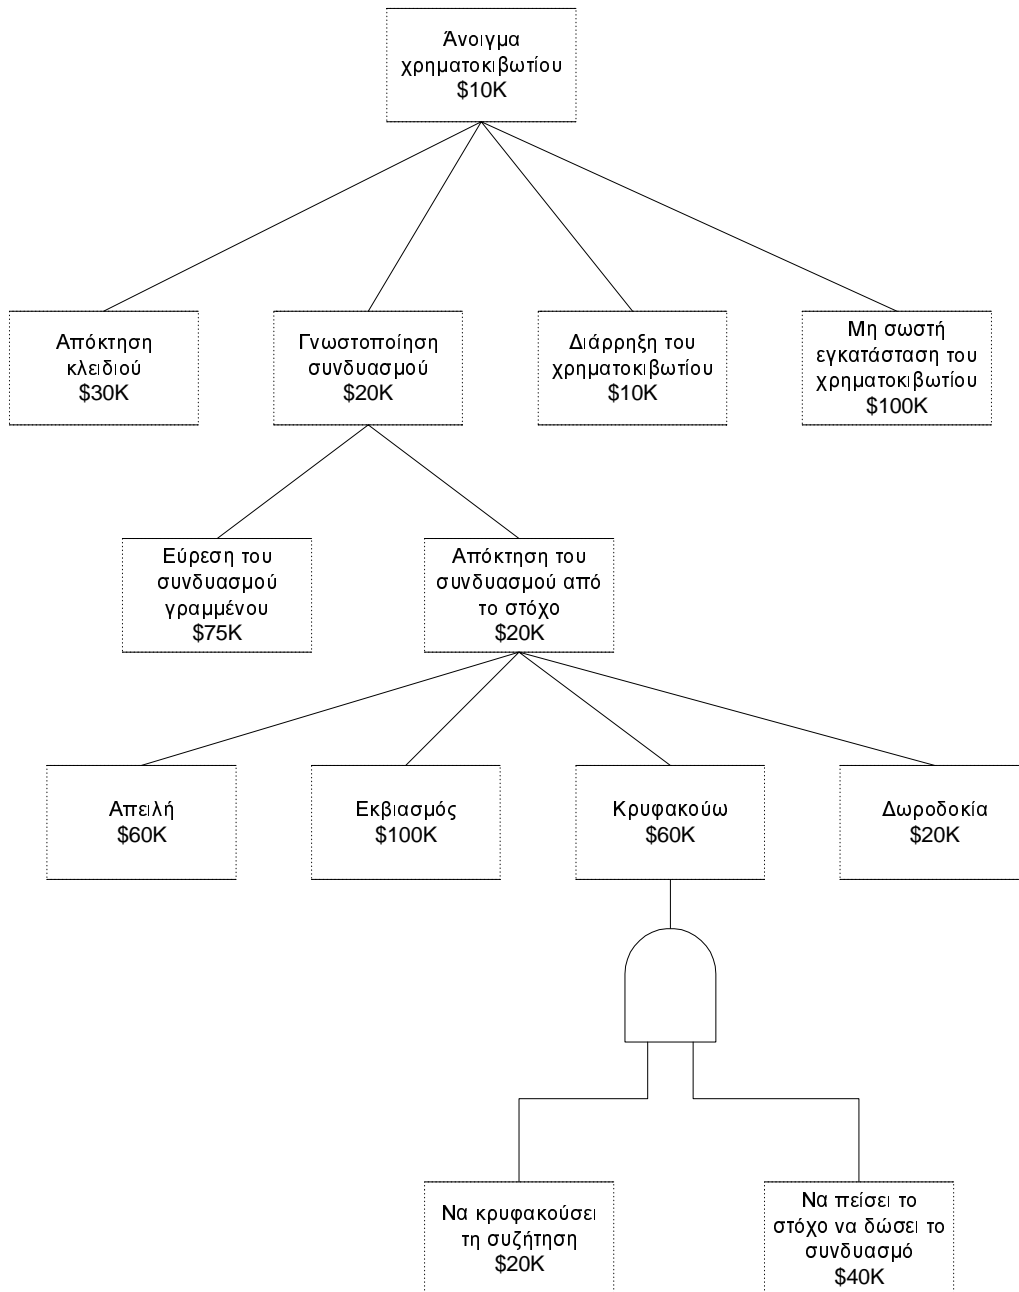 Άνοιγμα
χρηματοκιβωτίου
$10K
Απόκτηση
κλειδιού
$30K
Γνωστοποίηση
συνδυασμού
$20K
Διάρρηξη του
χρηματοκιβωτίου
$10K
Μη σωστή
εγκατάσταση του
χρηματοκιβωτίου
$100K
Εύρεση του
συνδυασμού
γραμμένου
$75K
Απόκτηση του
συνδυασμού από
το στόχο
$20K
Απειλή
$60K
Εκβιασμός
$100K
Κρυφακούω
$60K
Δωροδοκία
$20K
Να κρυφακούσει
τη συζήτηση
$20K
Να πείσει το
στόχο να δώσει το
συνδυασμό
$40K